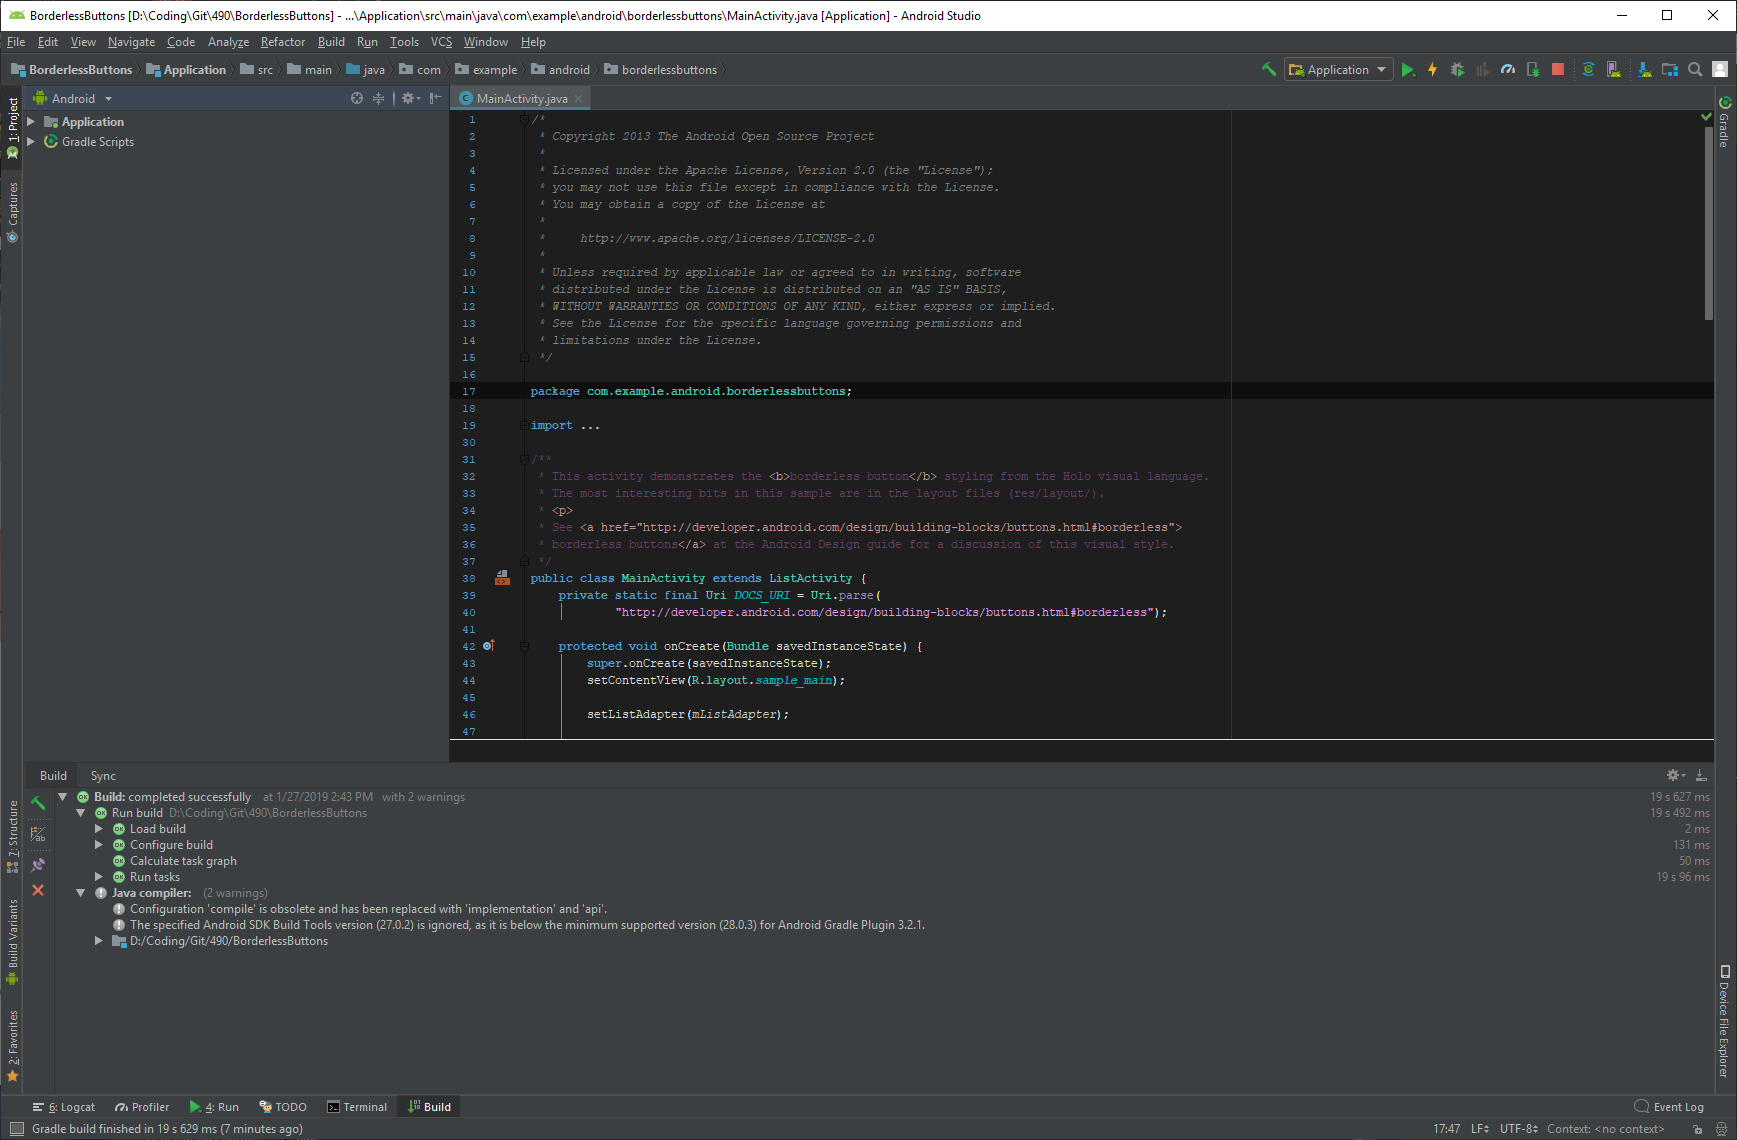 BorderlessButtons [D:\Coding\Git\490\BorderlessButtons] - ...\Application\src\main\java\com\example\android\borderlessbuttons\MainActivity.java [Application] - Android Studio
File Edit View Navigate Code Analyze Refactor Build Run Tools VCS Window Help
BorderlessButtons Application src main java com example android borderlessbuttons Application
Android
MainActivity.java
Application
Gradle Scripts
1: Project
Captures
7: Structure
Build Variants
2: Favorites
Gradle
Device File Explorer
1 /*
2 * Copyright 2013 The Android Open Source Project
3 *
4 * Licensed under the Apache License, Version 2.0 (the "License");
5 * you may not use this file except in compliance with the License.
6 * You may obtain a copy of the License at
7 *
8 * http://www.apache.org/licenses/LICENSE-2.0
9 *
10 * Unless required by applicable law or agreed to in writing, software
11 * distributed under the License is distributed on an "AS IS" BASIS,
12 * WITHOUT WARRANTIES OR CONDITIONS OF ANY KIND, either express or implied.
13 * See the License for the specific language governing permissions and
14 * limitations under the License.
15 */
16
17 package com.example.android.borderlessbuttons;
18
19 import ...
30
31 /**
32 * This activity demonstrates the <b>borderless button</b> styling from the Holo visual language.
33 * The most interesting bits in this sample are in the layout files (res/layout/).
34 * <p>
35 * See <a href="http://developer.android.com/design/building-blocks/buttons.html#borderless">
36 * borderless buttons</a> at the Android Design guide for a discussion of this visual style.
37 */
38 public class MainActivity extends ListActivity {
39 private static final Uri DOCS_URI = Uri.parse(
40 "http://developer.android.com/design/building-blocks/buttons.html#borderless");
41
42 protected void onCreate(Bundle savedInstanceState) {
43 super.onCreate(savedInstanceState);
44 setContentView(R.layout.sample_main);
45
46 setListAdapter(mListAdapter);
47
Build Sync
Build: completed successfully at 1/27/2019 2:43 PM with 2 warnings 19 s 627 ms
Run build D:\Coding\Git\490\BorderlessButtons 19 s 492 ms
Load build 2 ms
Configure build 131 ms
Calculate task graph 50 ms
Run tasks 19 s 96 ms
Java compiler: (2 warnings)
Configuration 'compile' is obsolete and has been replaced with 'implementation' and 'api'.
The specified Android SDK Build Tools version (27.0.2) is ignored, as it is below the minimum supported version (28.0.3) for Android Gradle Plugin 3.2.1.
D:/Coding/Git/490/BorderlessButtons
6: Logcat Profiler 4: Run TODO Terminal Build Event Log
Gradle build finished in 19 s 629 ms (7 minutes ago) 17:47 LF UTF-8 Context: <no context>